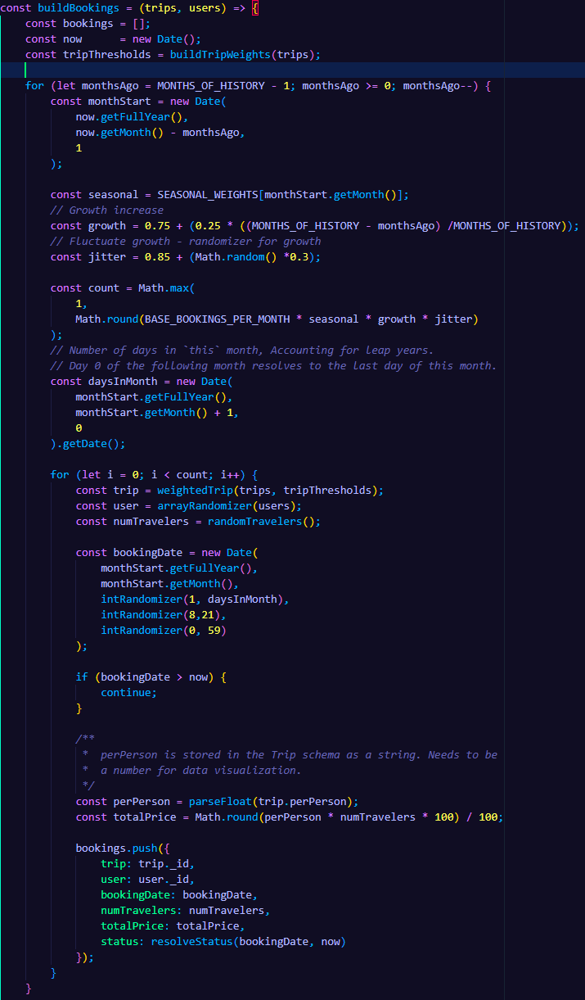 const buildBookings = (trips, users) => {
    const bookings = [];
    const now      = new Date();
    const tripThresholds = buildTripWeights(trips);

    for (let monthsAgo = MONTHS_OF_HISTORY - 1; monthsAgo >= 0; monthsAgo--) {
        const monthStart = new Date(
            now.getFullYear(),
            now.getMonth() - monthsAgo,
            1
        );

        const seasonal = SEASONAL_WEIGHTS[monthStart.getMonth()];
        // Growth increase
        const growth = 0.75 + (0.25 * ((MONTHS_OF_HISTORY - monthsAgo) /MONTHS_OF_HISTORY));
        // Fluctuate growth - randomizer for growth
        const jitter = 0.85 + (Math.random() *0.3);

        const count = Math.max(
            1,
            Math.round(BASE_BOOKINGS_PER_MONTH * seasonal * growth * jitter)
        );
        // Number of days in `this` month, Accounting for leap years.
        // Day 0 of the following month resolves to the last day of this month.
        const daysInMonth = new Date(
            monthStart.getFullYear(),
            monthStart.getMonth() + 1,
            0
        ).getDate();

        for (let i = 0; i < count; i++) {
            const trip = weightedTrip(trips, tripThresholds);
            const user = arrayRandomizer(users);
            const numTravelers = randomTravelers();

            const bookingDate = new Date(
                monthStart.getFullYear(),
                monthStart.getMonth(),
                intRandomizer(1, daysInMonth),
                intRandomizer(8,21),
                intRandomizer(0, 59)
            );

            if (bookingDate > now) {
                continue;
            }

            /**
             *  perPerson is stored in the Trip schema as a string. Needs to be
             *  a number for data visualization.
             */
            const perPerson = parseFloat(trip.perPerson);
            const totalPrice = Math.round(perPerson * numTravelers * 100) / 100;

            bookings.push({
                trip: trip._id,
                user: user._id,
                bookingDate: bookingDate,
                numTravelers: numTravelers,
                totalPrice: totalPrice,
                status: resolveStatus(bookingDate, now)
            });
        }
    }